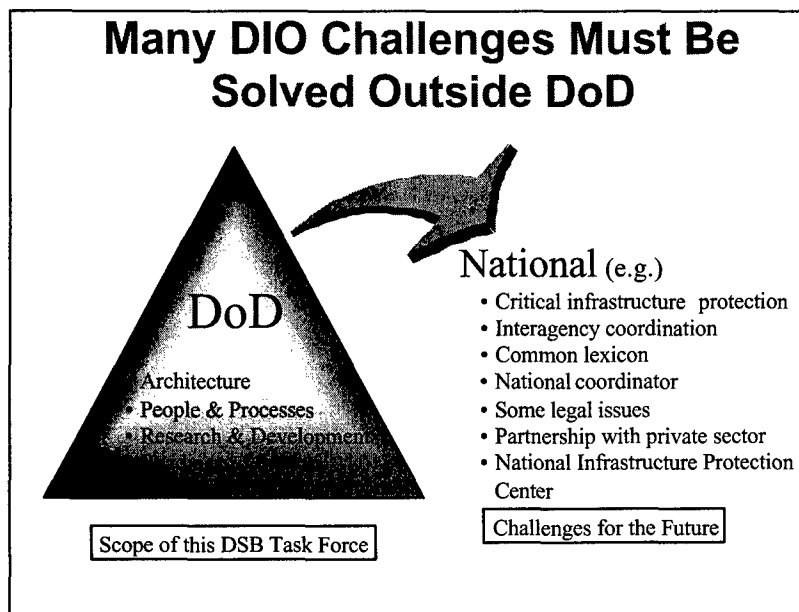 Many DIO Challenges Must Be
Solved Outside DoD
DoD
Architecture
• People & Processes
• Research & Development
National (e.g.)
• Critical infrastructure protection
• Interagency coordination
• Common lexicon
• National coordinator
• Some legal issues
• Partnership with private sector
• National Infrastructure Protection
Center
Scope of this DSB Task Force
Challenges for the Future